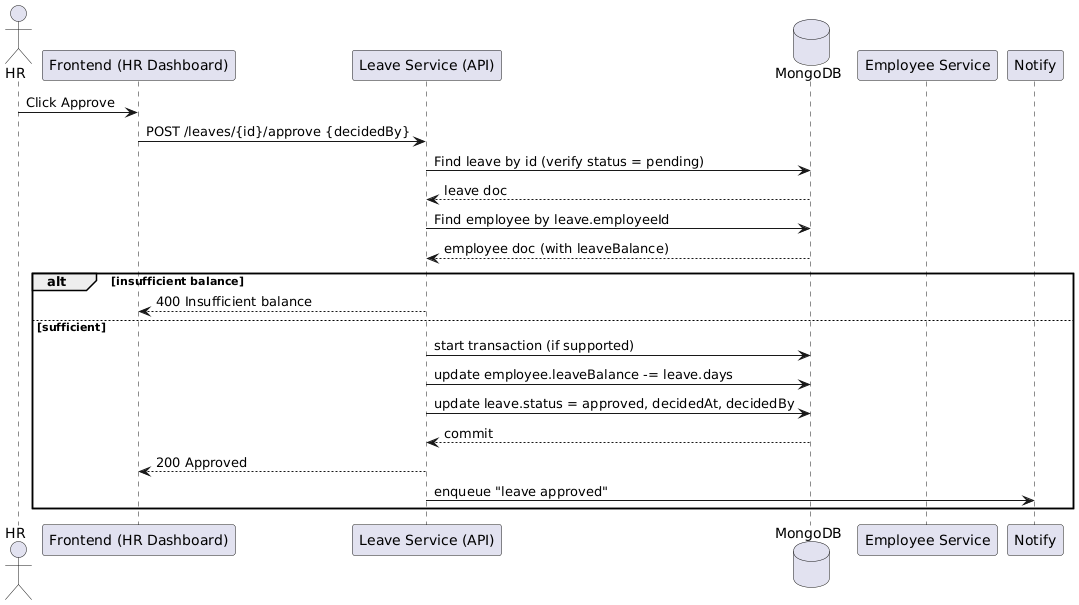 HR
Frontend (HR Dashboard)
Leave Service (API)
MongoDB
Employee Service
Notify
Click Approve
POST /leaves/{id}/approve {decidedBy}
Find leave by id (verify status = pending)
leave doc
Find employee by leave.employeeId
employee doc (with leaveBalance)
alt
[insufficient balance]
400 Insufficient balance
[sufficient]
start transaction (if supported)
update employee.leaveBalance -= leave.days
update leave.status = approved, decidedAt, decidedBy
commit
200 Approved
enqueue "leave approved"
HR
Frontend (HR Dashboard)
Leave Service (API)
MongoDB
Employee Service
Notify